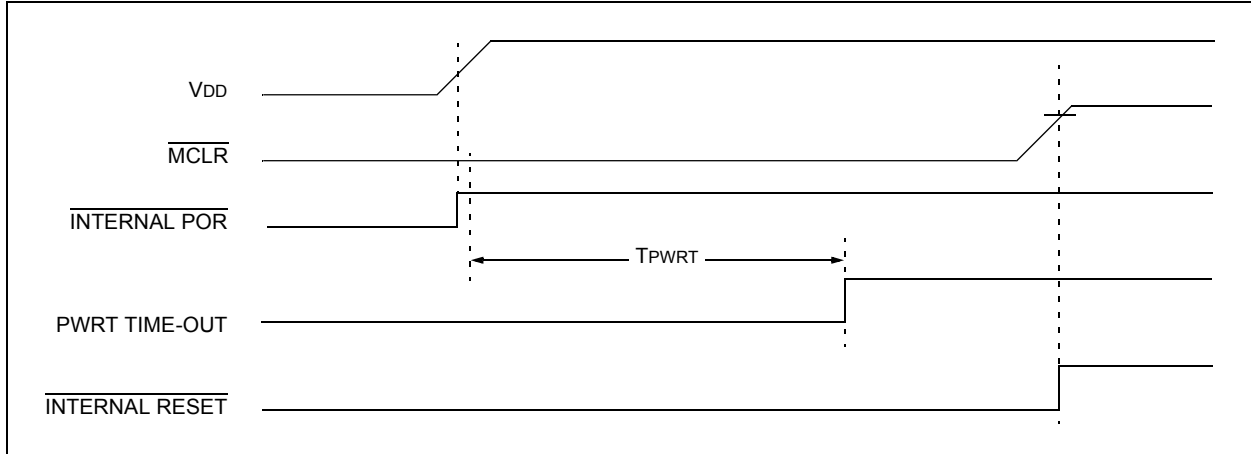 VDD
MCLR
INTERNAL POR
TPWRT
PWRT TIME-OUT
INTERNAL RESET